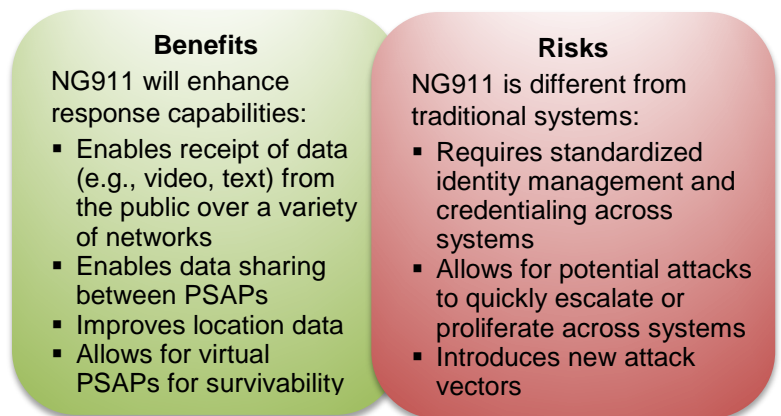 Benefits
NG911 will enhance
response capabilities:
▪ Enables receipt of data
(e.g., video, text) from
the public over a variety
of networks
▪ Enables data sharing
between PSAPs
▪ Improves location data
▪ Allows for virtual
PSAPs for survivability
Risks
NG911 is different from
traditional systems:
▪ Requires standardized
identity management and
credentialing across
systems
▪ Allows for potential attacks
to quickly escalate or
proliferate across systems
▪ Introduces new attack
vectors